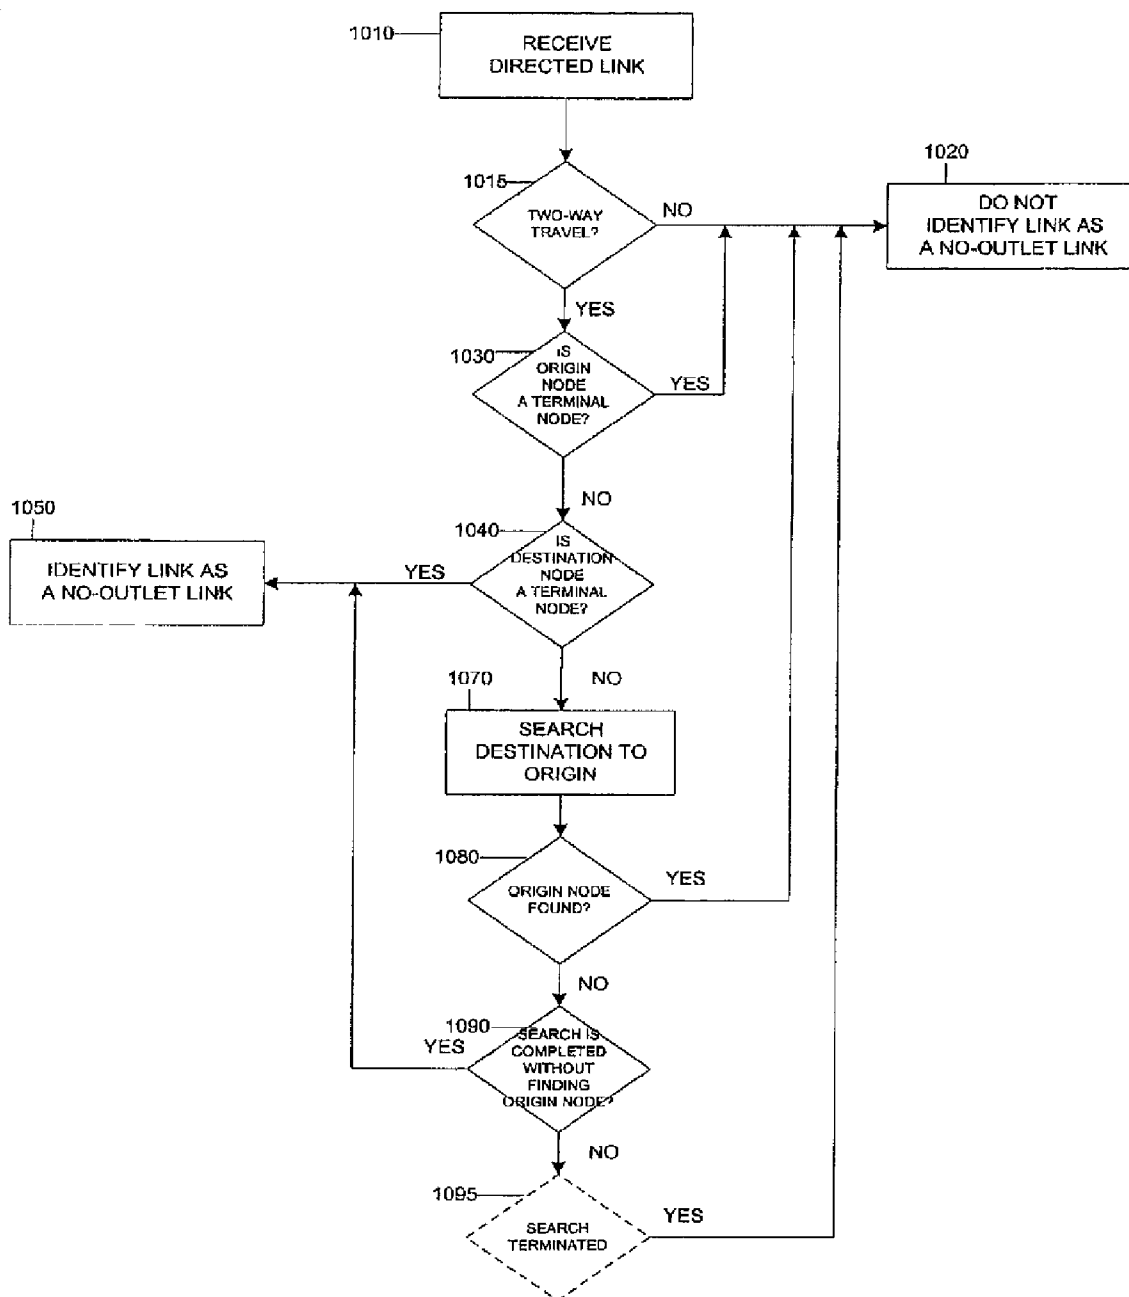 1010
RECEIVE
DIRECTED LINK
1015
TWO-WAY
TRAVEL?
NO
1020
DO NOT
IDENTIFY LINK AS
A NO-OUTLET LINK
YES
1030
IS
ORIGIN
NODE
A TERMINAL
NODE?
YES
NO
1040
IS
DESTINATION
NODE
A TERMINAL
NODE?
YES
1050
IDENTIFY LINK AS
A NO-OUTLET LINK
NO
1070
SEARCH
DESTINATION TO
ORIGIN
1080
ORIGIN NODE
FOUND?
YES
NO
1090
SEARCH IS
COMPLETED
WITHOUT
FINDING
ORIGIN NODE?
YES
NO
1095
SEARCH
TERMINATED
YES